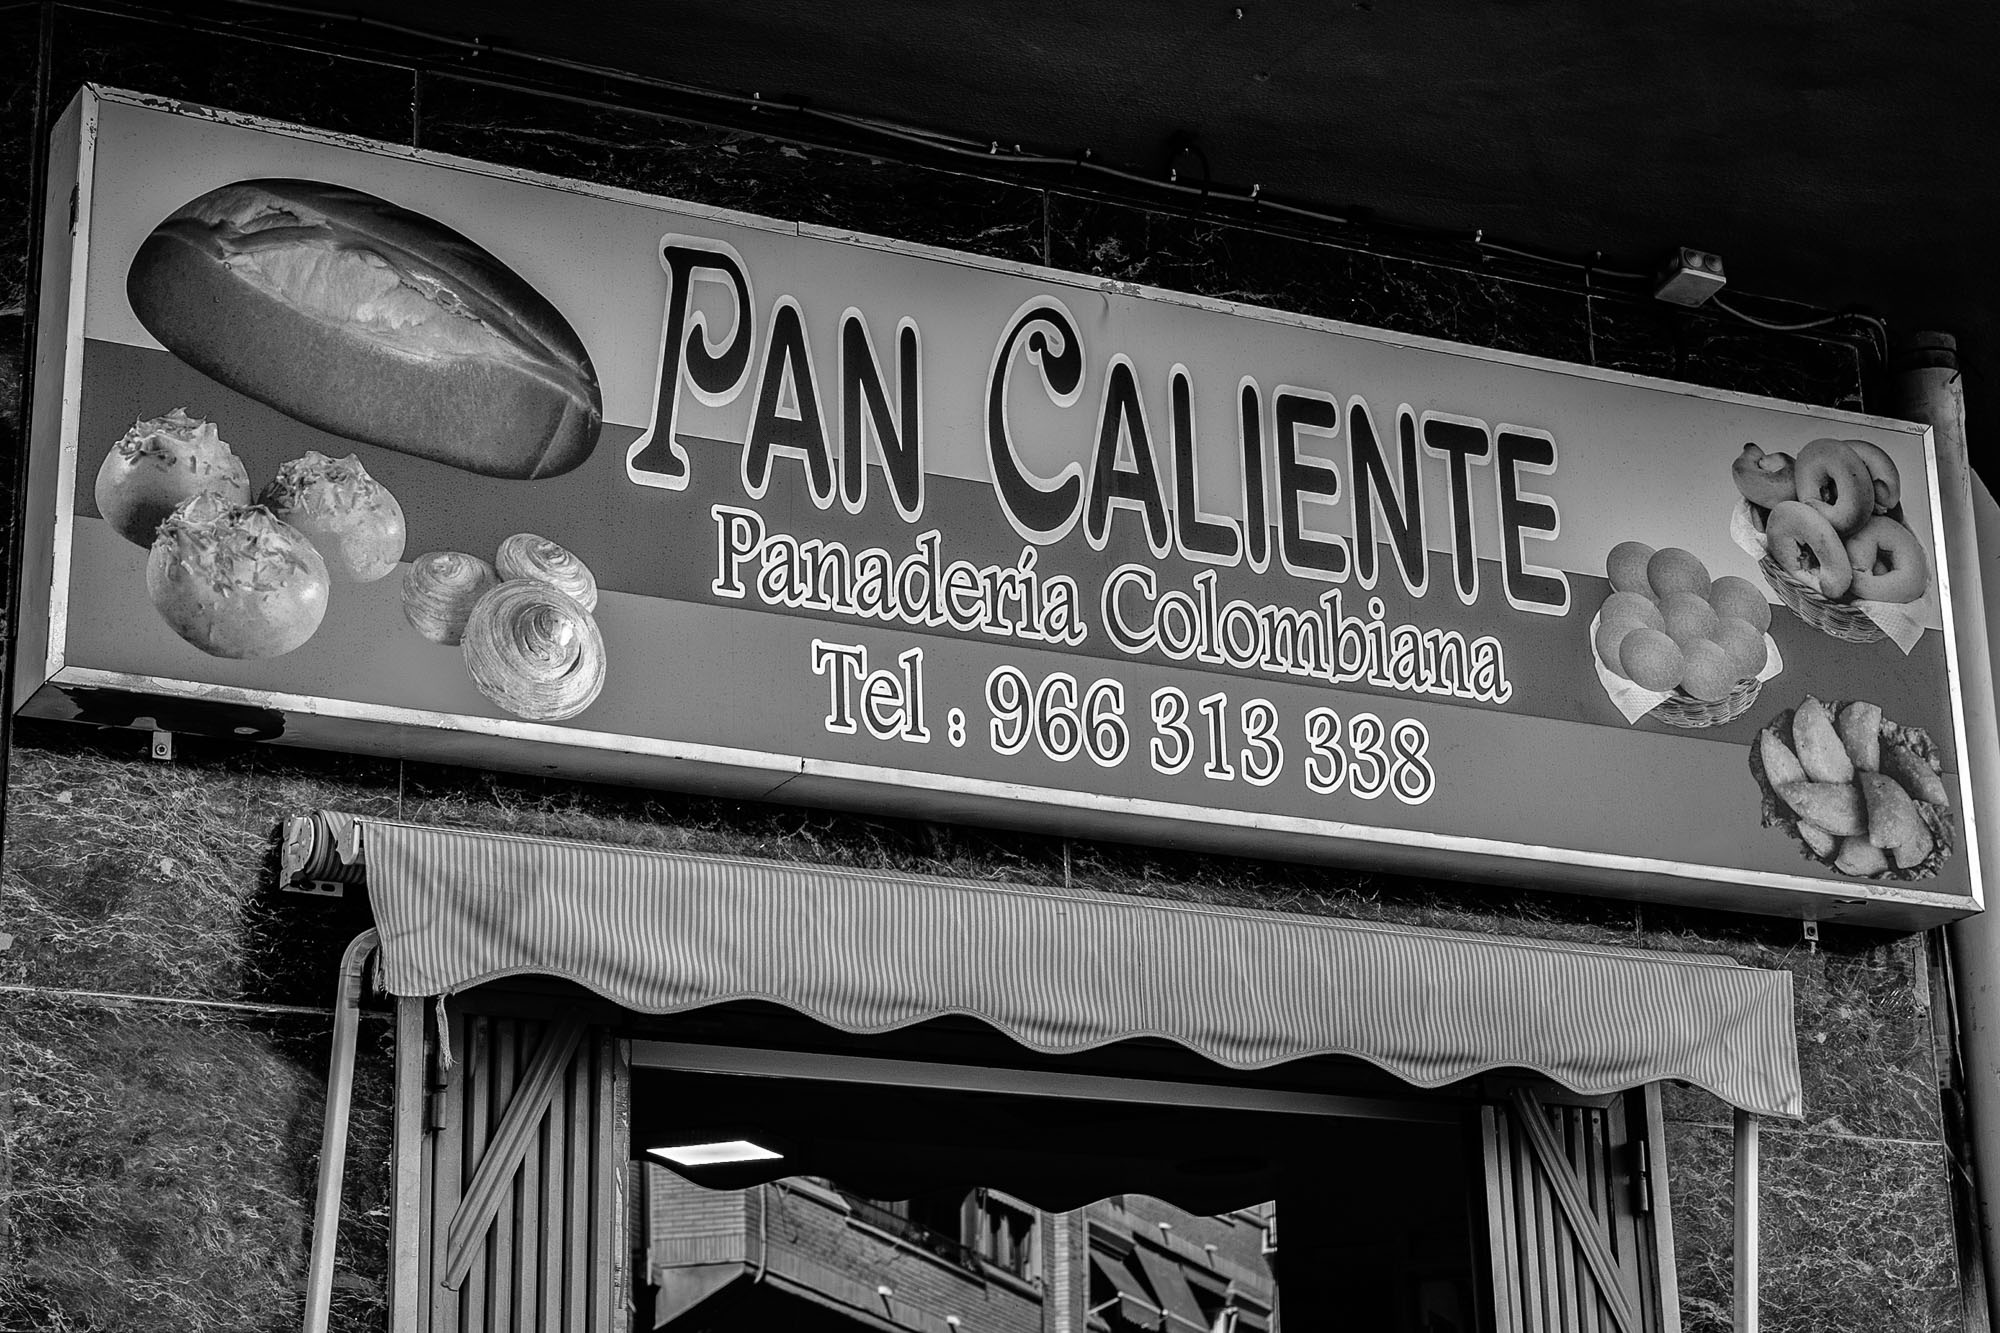 PAN CALIENTE
Panadería Colombiana
Tel : 966 313 338